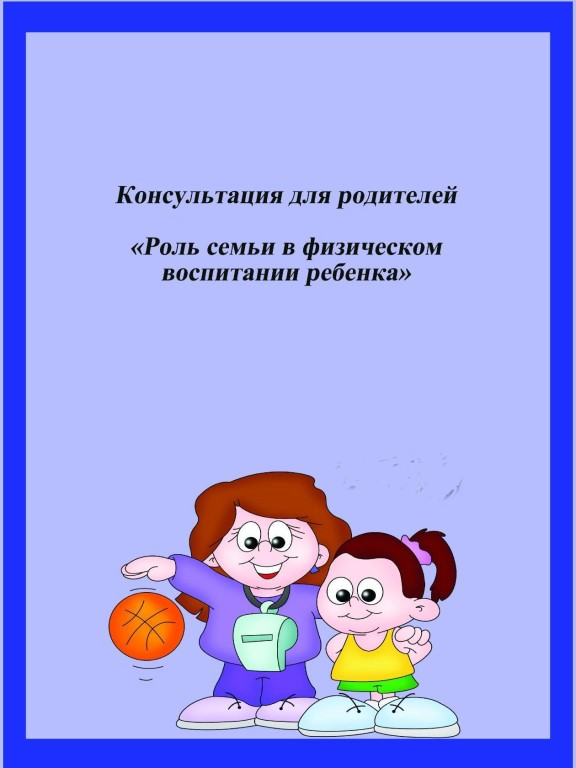 Консультация для родителей
«Роль семьи в физическом
воспитании ребенка»